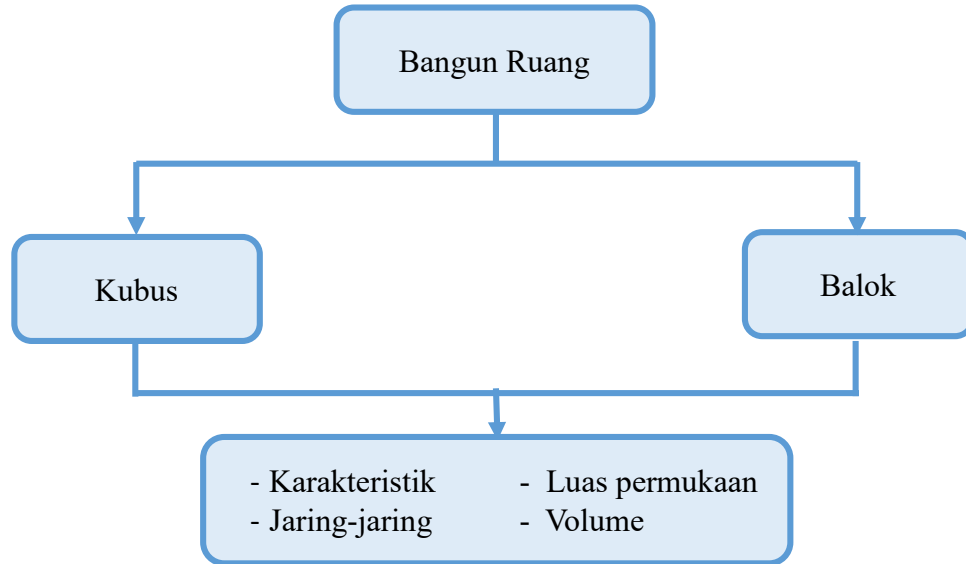 Bangun Ruang
Kubus
Balok
- Karakteristik
- Jaring-jaring
- Luas permukaan
- Volume